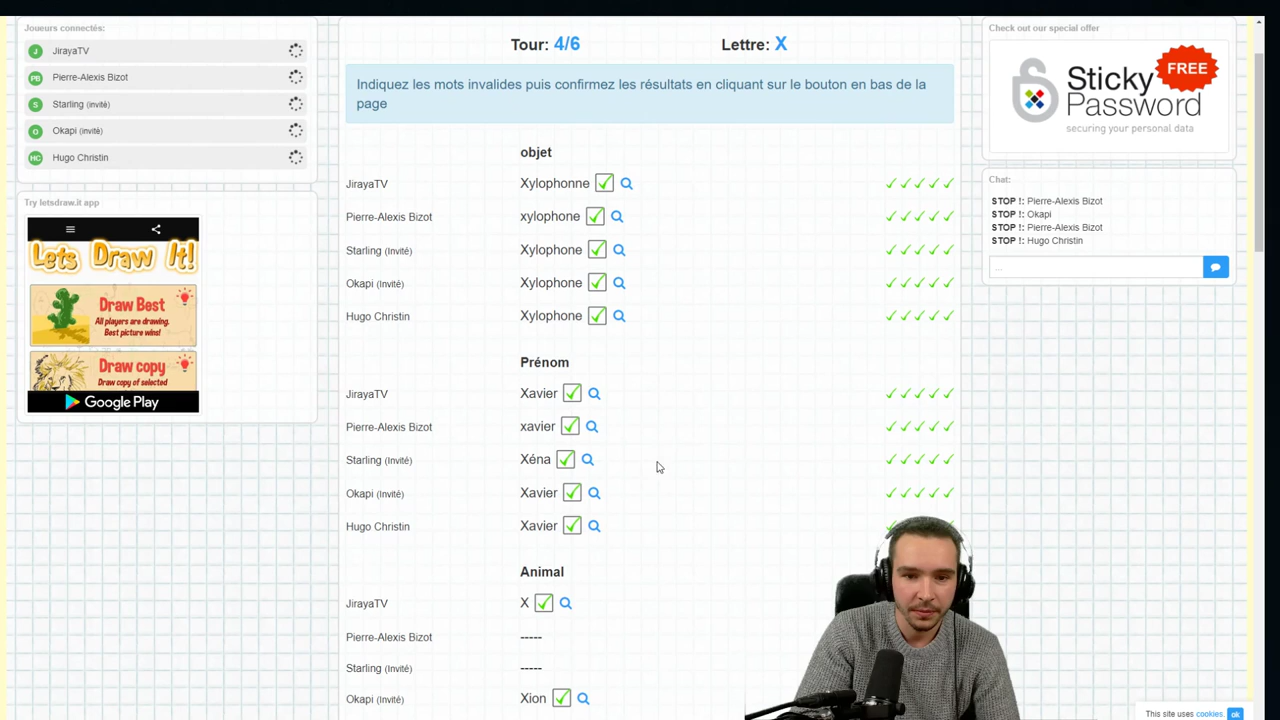 Joueurs connectés:
J JirayaTV
PB Pierre-Alexis Bizot
S Starling (invité)
O Okapi (invité)
HC Hugo Christin
Try letsdraw.it app
Lets Draw It!
Draw Best
All players are drawing.
Best picture wins!
Draw copy
Draw copy of selected
Google Play
Tour: 4/6 Lettre: X
Indiquez les mots invalides puis confirmez les résultats en cliquant sur le bouton en bas de la
page
objet
JirayaTV Xylophonne
Pierre-Alexis Bizot xylophone
Starling (Invité) Xylophone
Okapi (Invité) Xylophone
Hugo Christin Xylophone
Prénom
JirayaTV Xavier
Pierre-Alexis Bizot xavier
Starling (Invité) Xéna
Okapi (Invité) Xavier
Hugo Christin Xavier
Animal
JirayaTV X
Pierre-Alexis Bizot -----
Starling (Invité) -----
Okapi (Invité) Xion
Check out our special offer
FREE
Sticky
Password
securing your personal data
Chat:
STOP !: Pierre-Alexis Bizot
STOP !: Okapi
STOP !: Pierre-Alexis Bizot
STOP !: Hugo Christin
...
This site uses cookies. ok